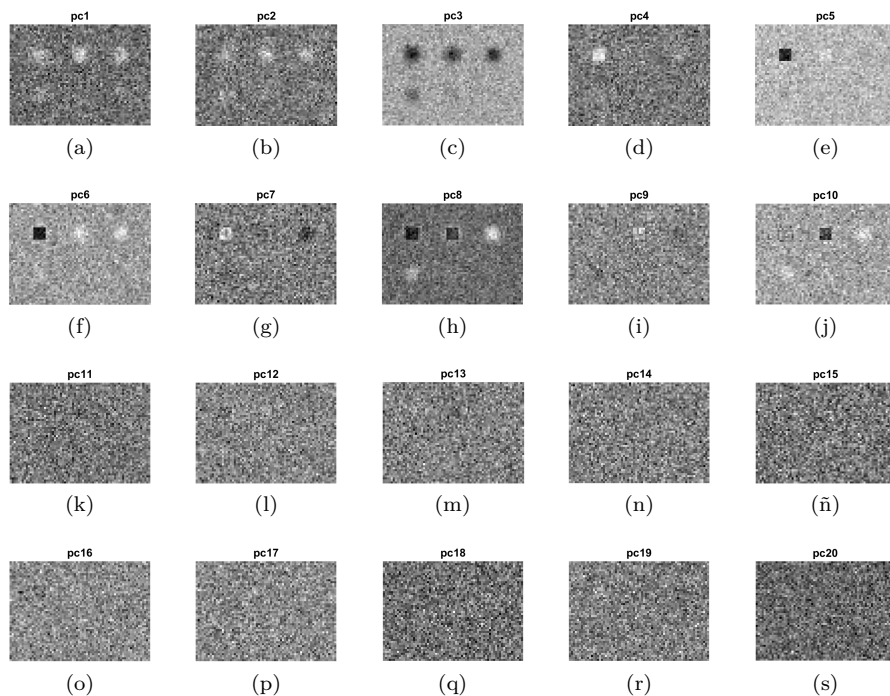 pc1 pc2 pc3 pc4 pc5
(a) (b) (c) (d) (e)
pc6 pc7 pc8 pc9 pc10
(f) (g) (h) (i) (j)
pc11 pc12 pc13 pc14 pc15
(k) (l) (m) (n) (ñ)
pc16 pc17 pc18 pc19 pc20
(o) (p) (q) (r) (s)